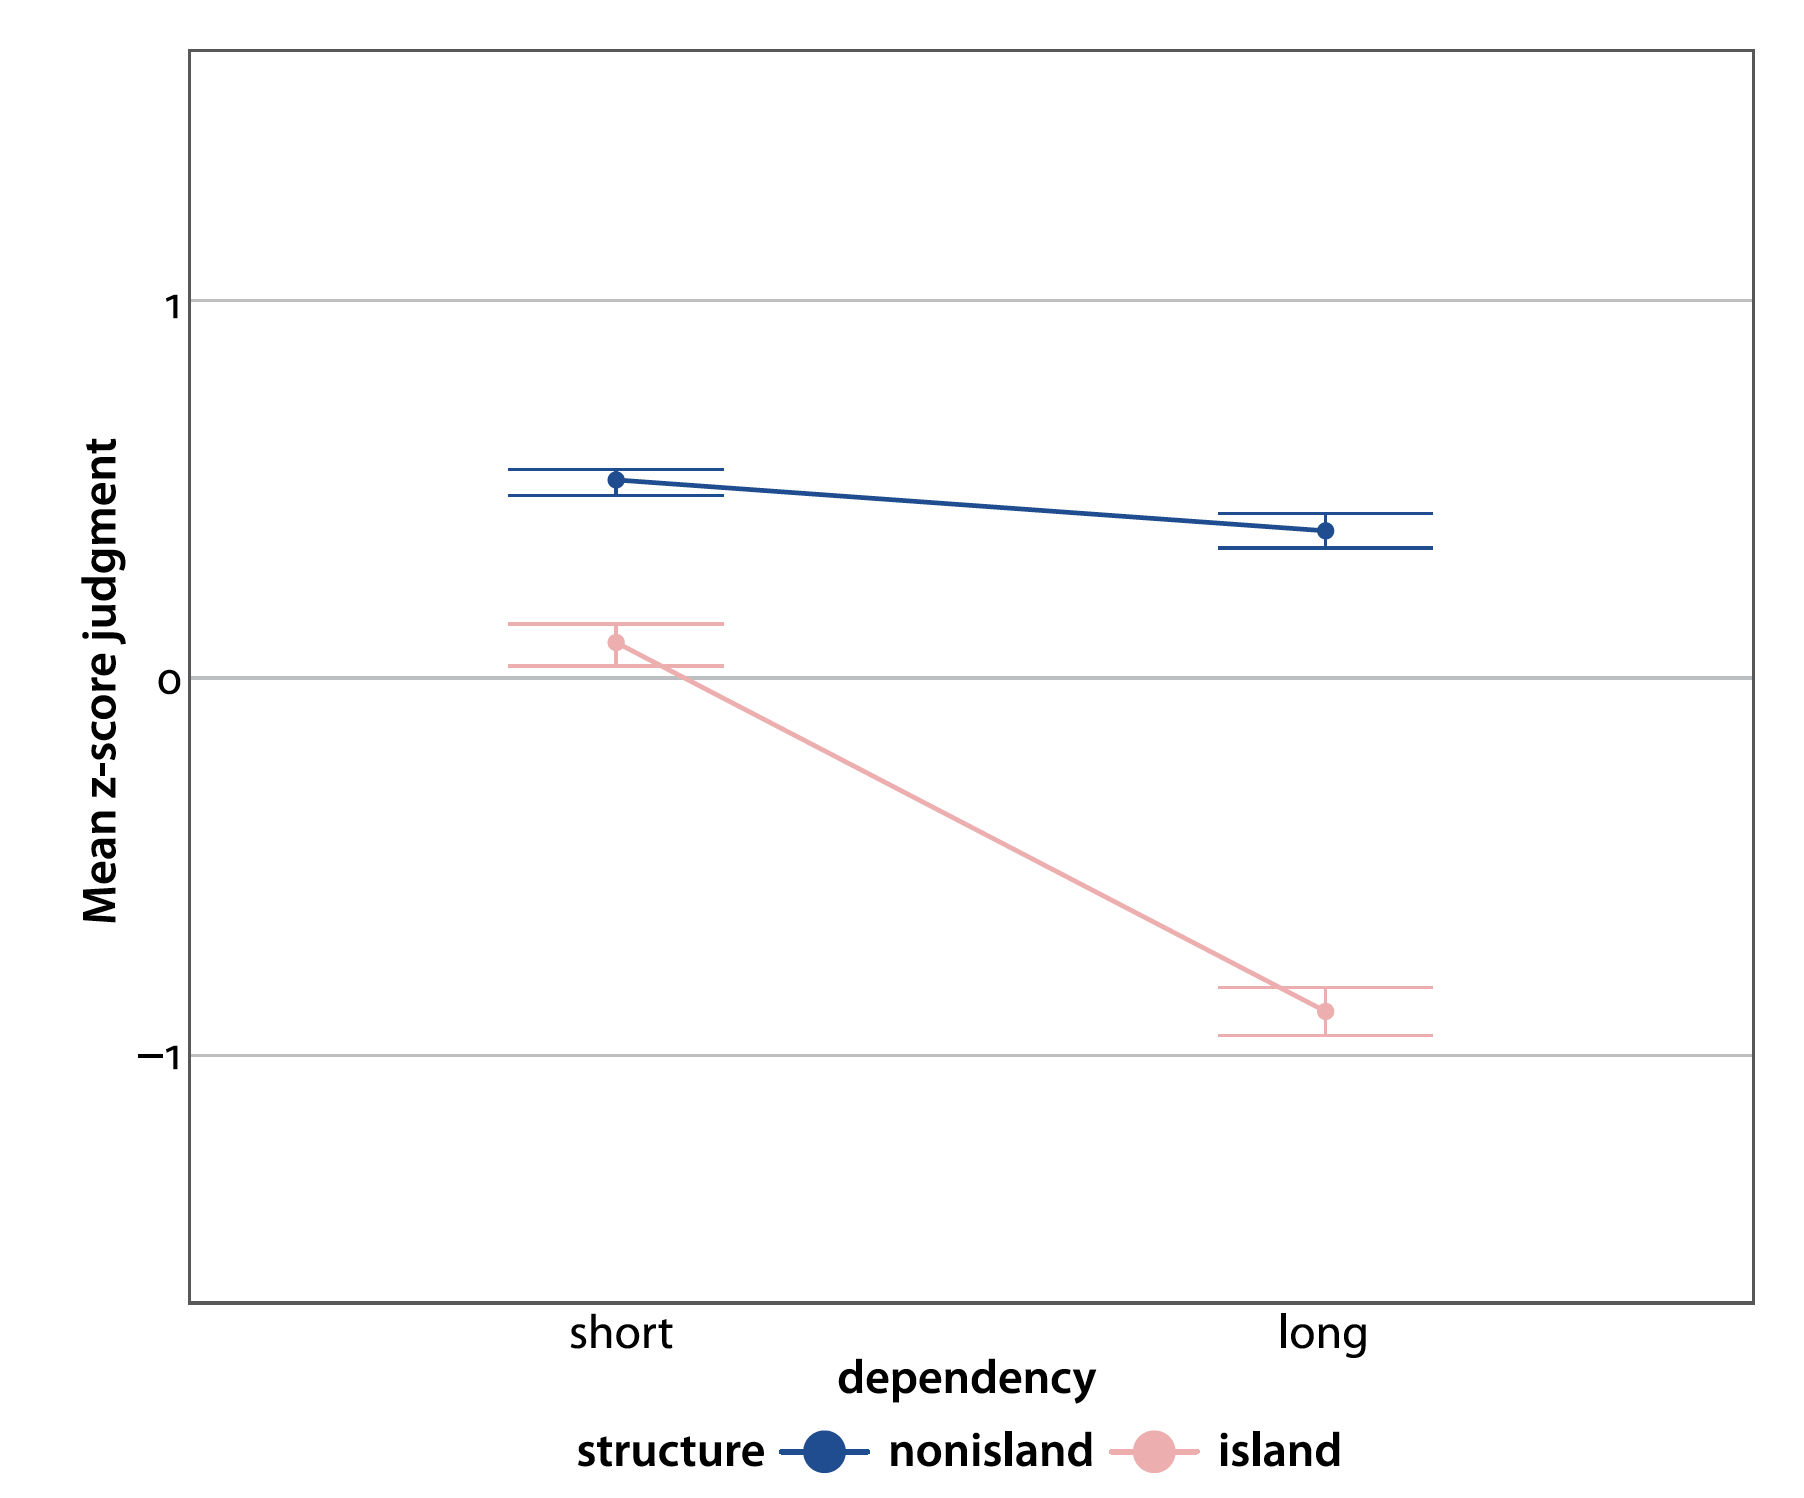 Mean z-score judgment
1
0
−1
short long
dependency
structure nonisland island